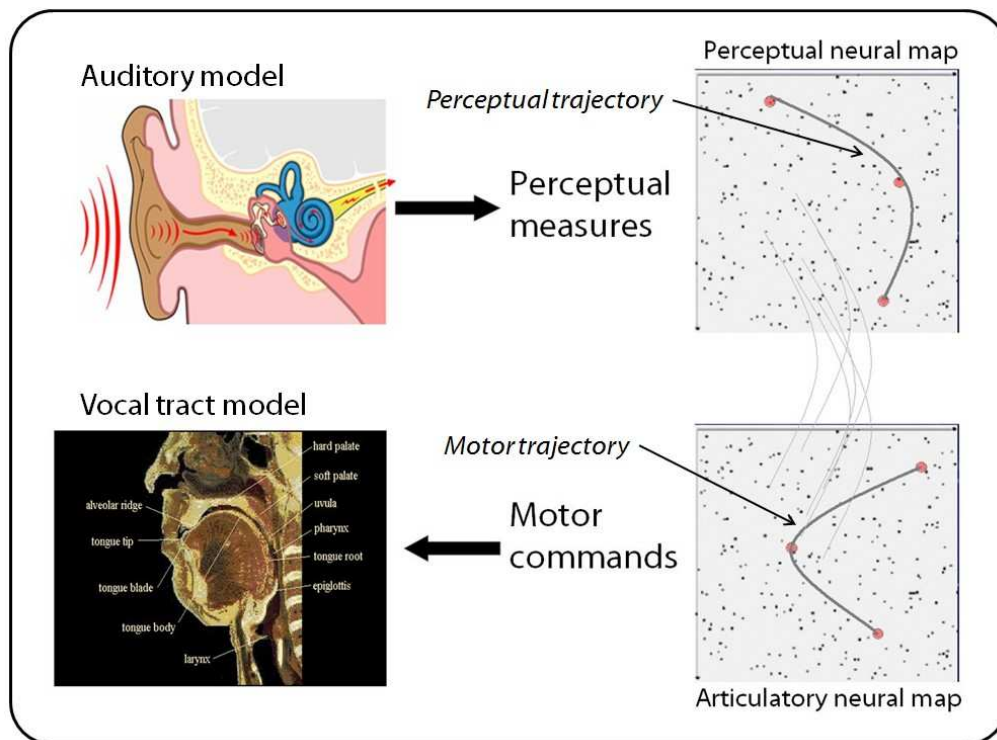 Auditory model
Perceptual neural map
Perceptual trajectory
Perceptual
measures
Vocal tract model
hard palate
soft palate
alveolar ridge
uvula
pharynx
tongue tip
tongue root
tongue blade
epiglottis
tongue body
larynx
Motor trajectory
Motor
commands
Articulatory neural map